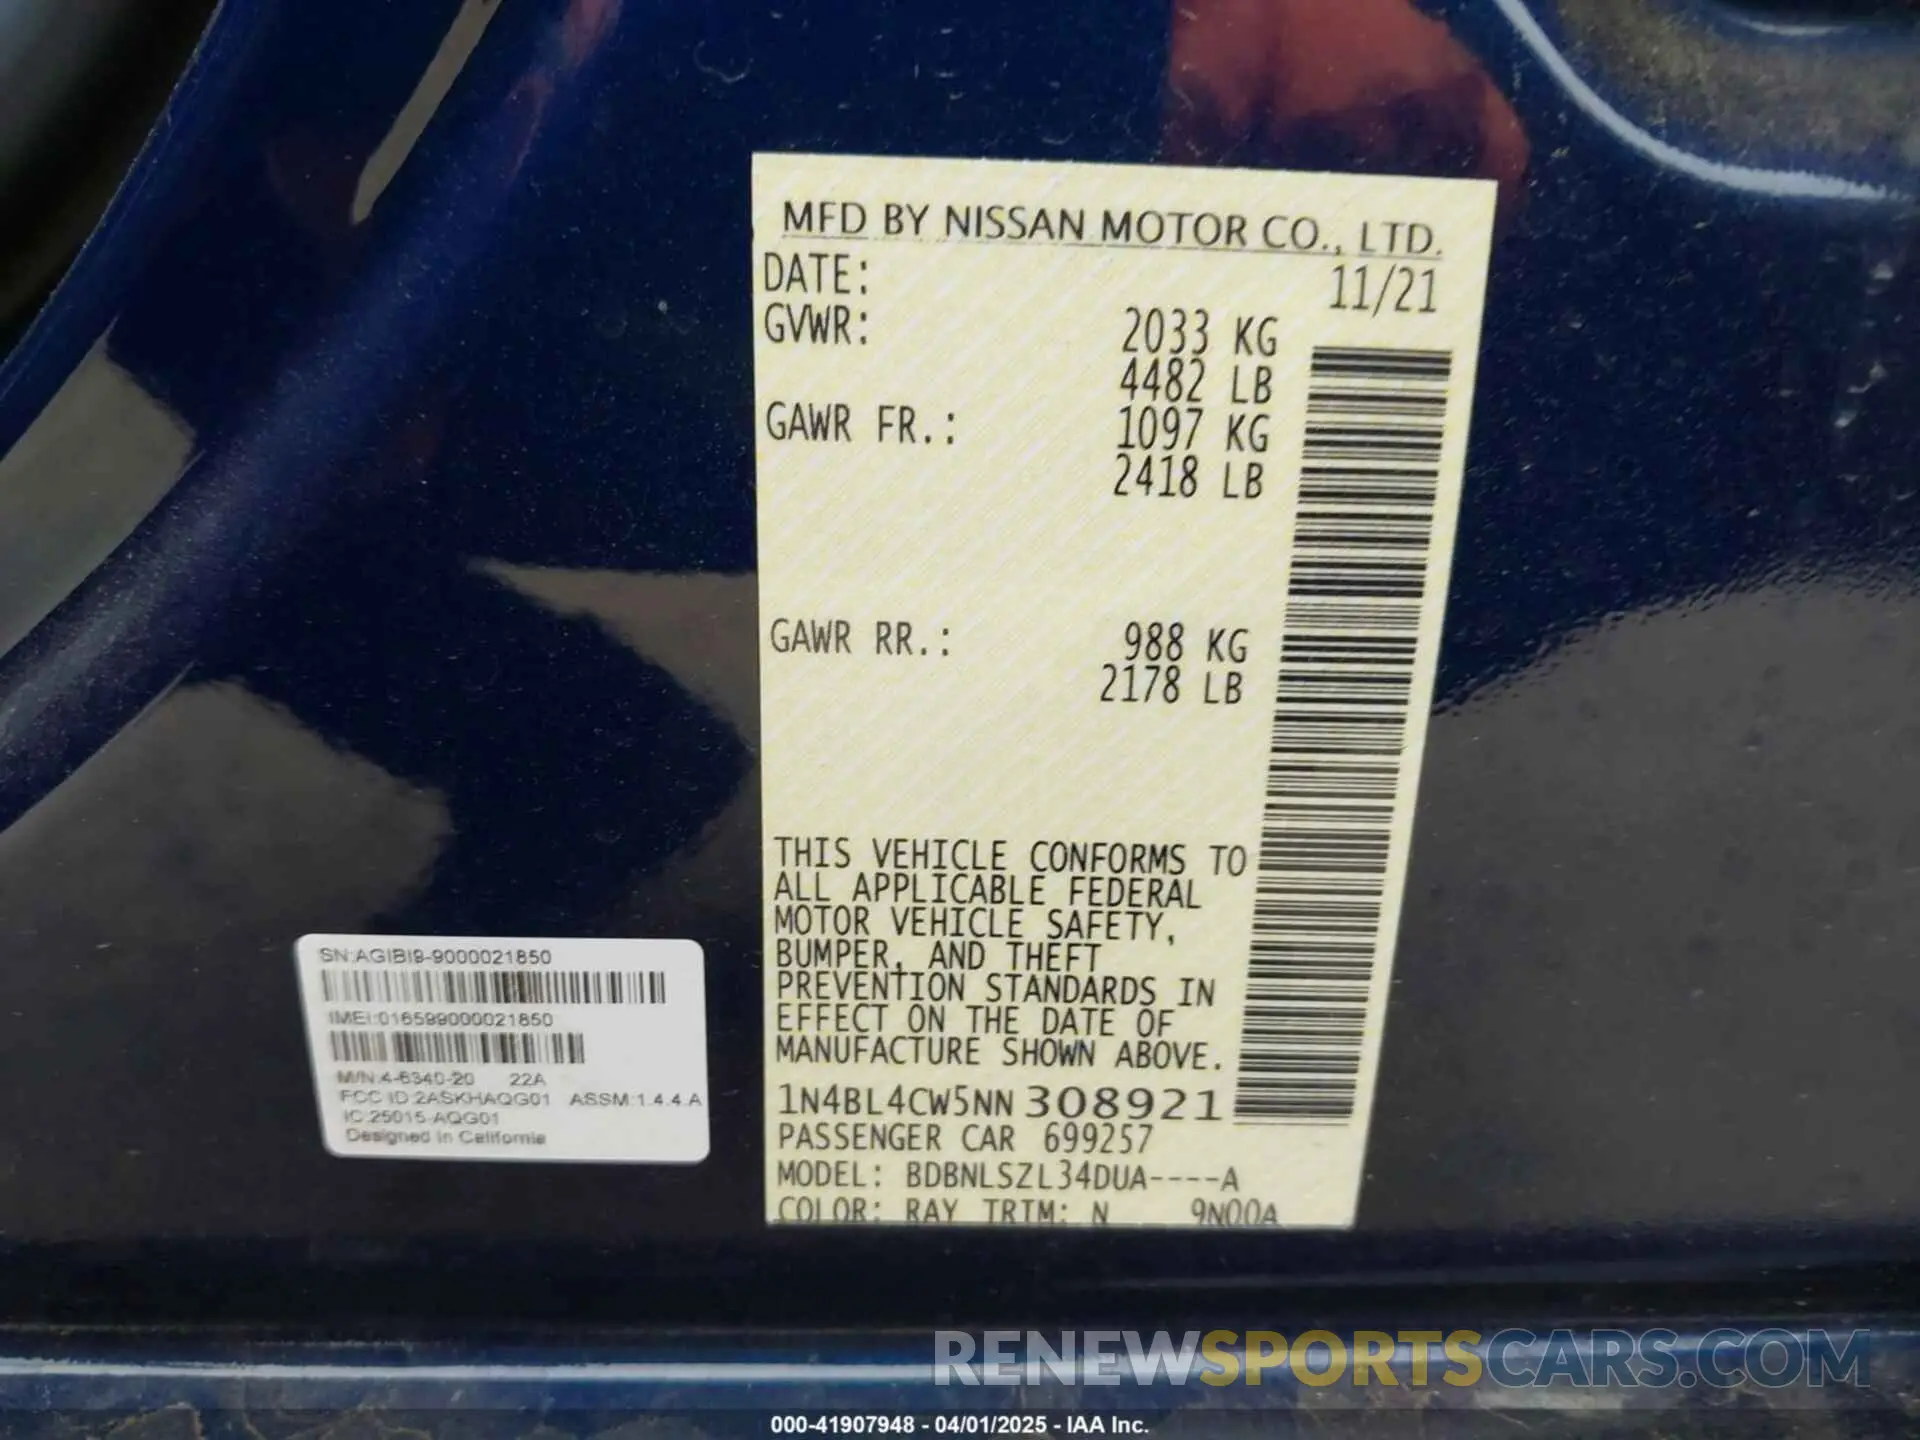 MFD BY NISSAN MOTOR CO., LTD.
DATE: 11/21
GVWR: 2033 KG
4482 LB
GAWR FR.: 1097 KG
2418 LB
GAWR RR.: 988 KG
2178 LB
THIS VEHICLE CONFORMS TO
ALL APPLICABLE FEDERAL
MOTOR VEHICLE SAFETY,
BUMPER, AND THEFT
PREVENTION STANDARDS IN
EFFECT ON THE DATE OF
MANUFACTURE SHOWN ABOVE.
1N4BL4CW5NN308921
PASSENGER CAR 699257
MODEL: BDBNLSZL34DUA----A
COLOR: RAY TRIM: N 9N00A
SN:AGIBI9-9000021850
IMEI:016599000021850
M/N:4-6340-20 22A
FCC ID:2ASKHAQG01 ASSM:1.4.4.A
IC:25015-AQG01
Designed in California
RENEWSPORTSCARS.COM
000-41907948 - 04/01/2025 - IAA Inc.